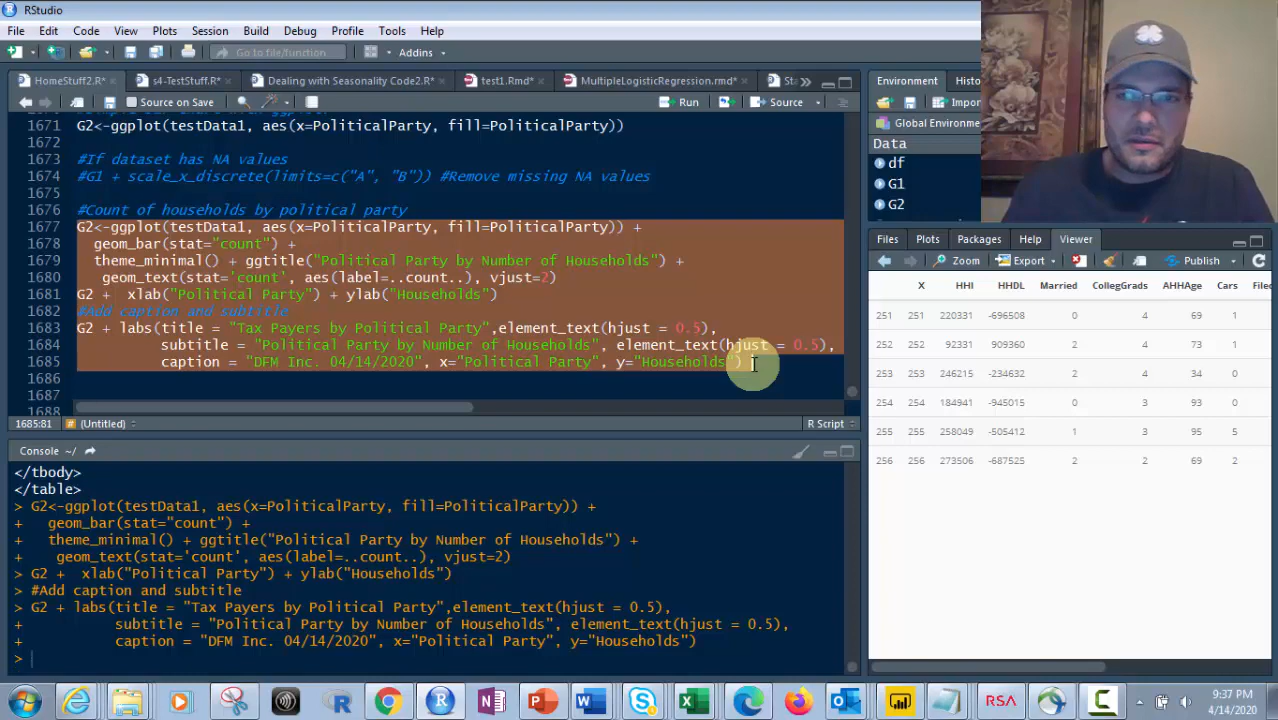 RStudio
File Edit Code View Plots Session Build Debug Profile Tools Help
Go to file/function Addins
HomeStuff2.R* s4-TestStuff.R* Dealing with Seasonality Code2.R* test1.Rmd* MultipleLogisticRegression.rmd*
Source on Save Run Source
1671 G2<-ggplot(testData1, aes(x=PoliticalParty, fill=PoliticalParty))
1672
1673 #If dataset has NA values
1674 #G1 + scale_x_discrete(limits=c("A", "B")) #Remove missing NA values
1675
1676 #Count of households by political party
1677 G2<-ggplot(testData1, aes(x=PoliticalParty, fill=PoliticalParty)) +
1678 geom_bar(stat="count") +
1679 theme_minimal() + ggtitle("Political Party by Number of Households") +
1680 geom_text(stat='count', aes(label=..count..), vjust=2)
1681 G2 + xlab("Political Party") + ylab("Households")
1682 #Add caption and subtitle
1683 G2 + labs(title = "Tax Payers by Political Party",element_text(hjust = 0.5),
1684 subtitle = "Political Party by Number of Households", element_text(hjust = 0.5),
1685 caption = "DFM Inc. 04/14/2020", x="Political Party", y="Households")
1686
1687
1688
1685:81 (Untitled) R Script
Console ~/
</tbody>
</table>
> G2<-ggplot(testData1, aes(x=PoliticalParty, fill=PoliticalParty)) +
+ geom_bar(stat="count") +
+ theme_minimal() + ggtitle("Political Party by Number of Households") +
+ geom_text(stat='count', aes(label=..count..), vjust=2)
> G2 + xlab("Political Party") + ylab("Households")
> #Add caption and subtitle
> G2 + labs(title = "Tax Payers by Political Party",element_text(hjust = 0.5),
+ subtitle = "Political Party by Number of Households", element_text(hjust = 0.5),
+ caption = "DFM Inc. 04/14/2020", x="Political Party", y="Households")
>
Environment Histo
Impor
Global Environme
Data
df
G1
G2
Files Plots Packages Help Viewer
Zoom Export Publish
X HHI HHDL Married CollegGrads AHHAge Cars Filed
251 251 220331 -696508 0 4 69 1
252 252 92331 909360 2 4 73 1
253 253 246215 -234632 2 4 34 0
254 254 184941 -945015 0 3 93 0
255 255 258049 -505412 1 3 95 5
256 256 273506 -687525 2 2 69 2
RSA
9:37 PM
4/14/2020